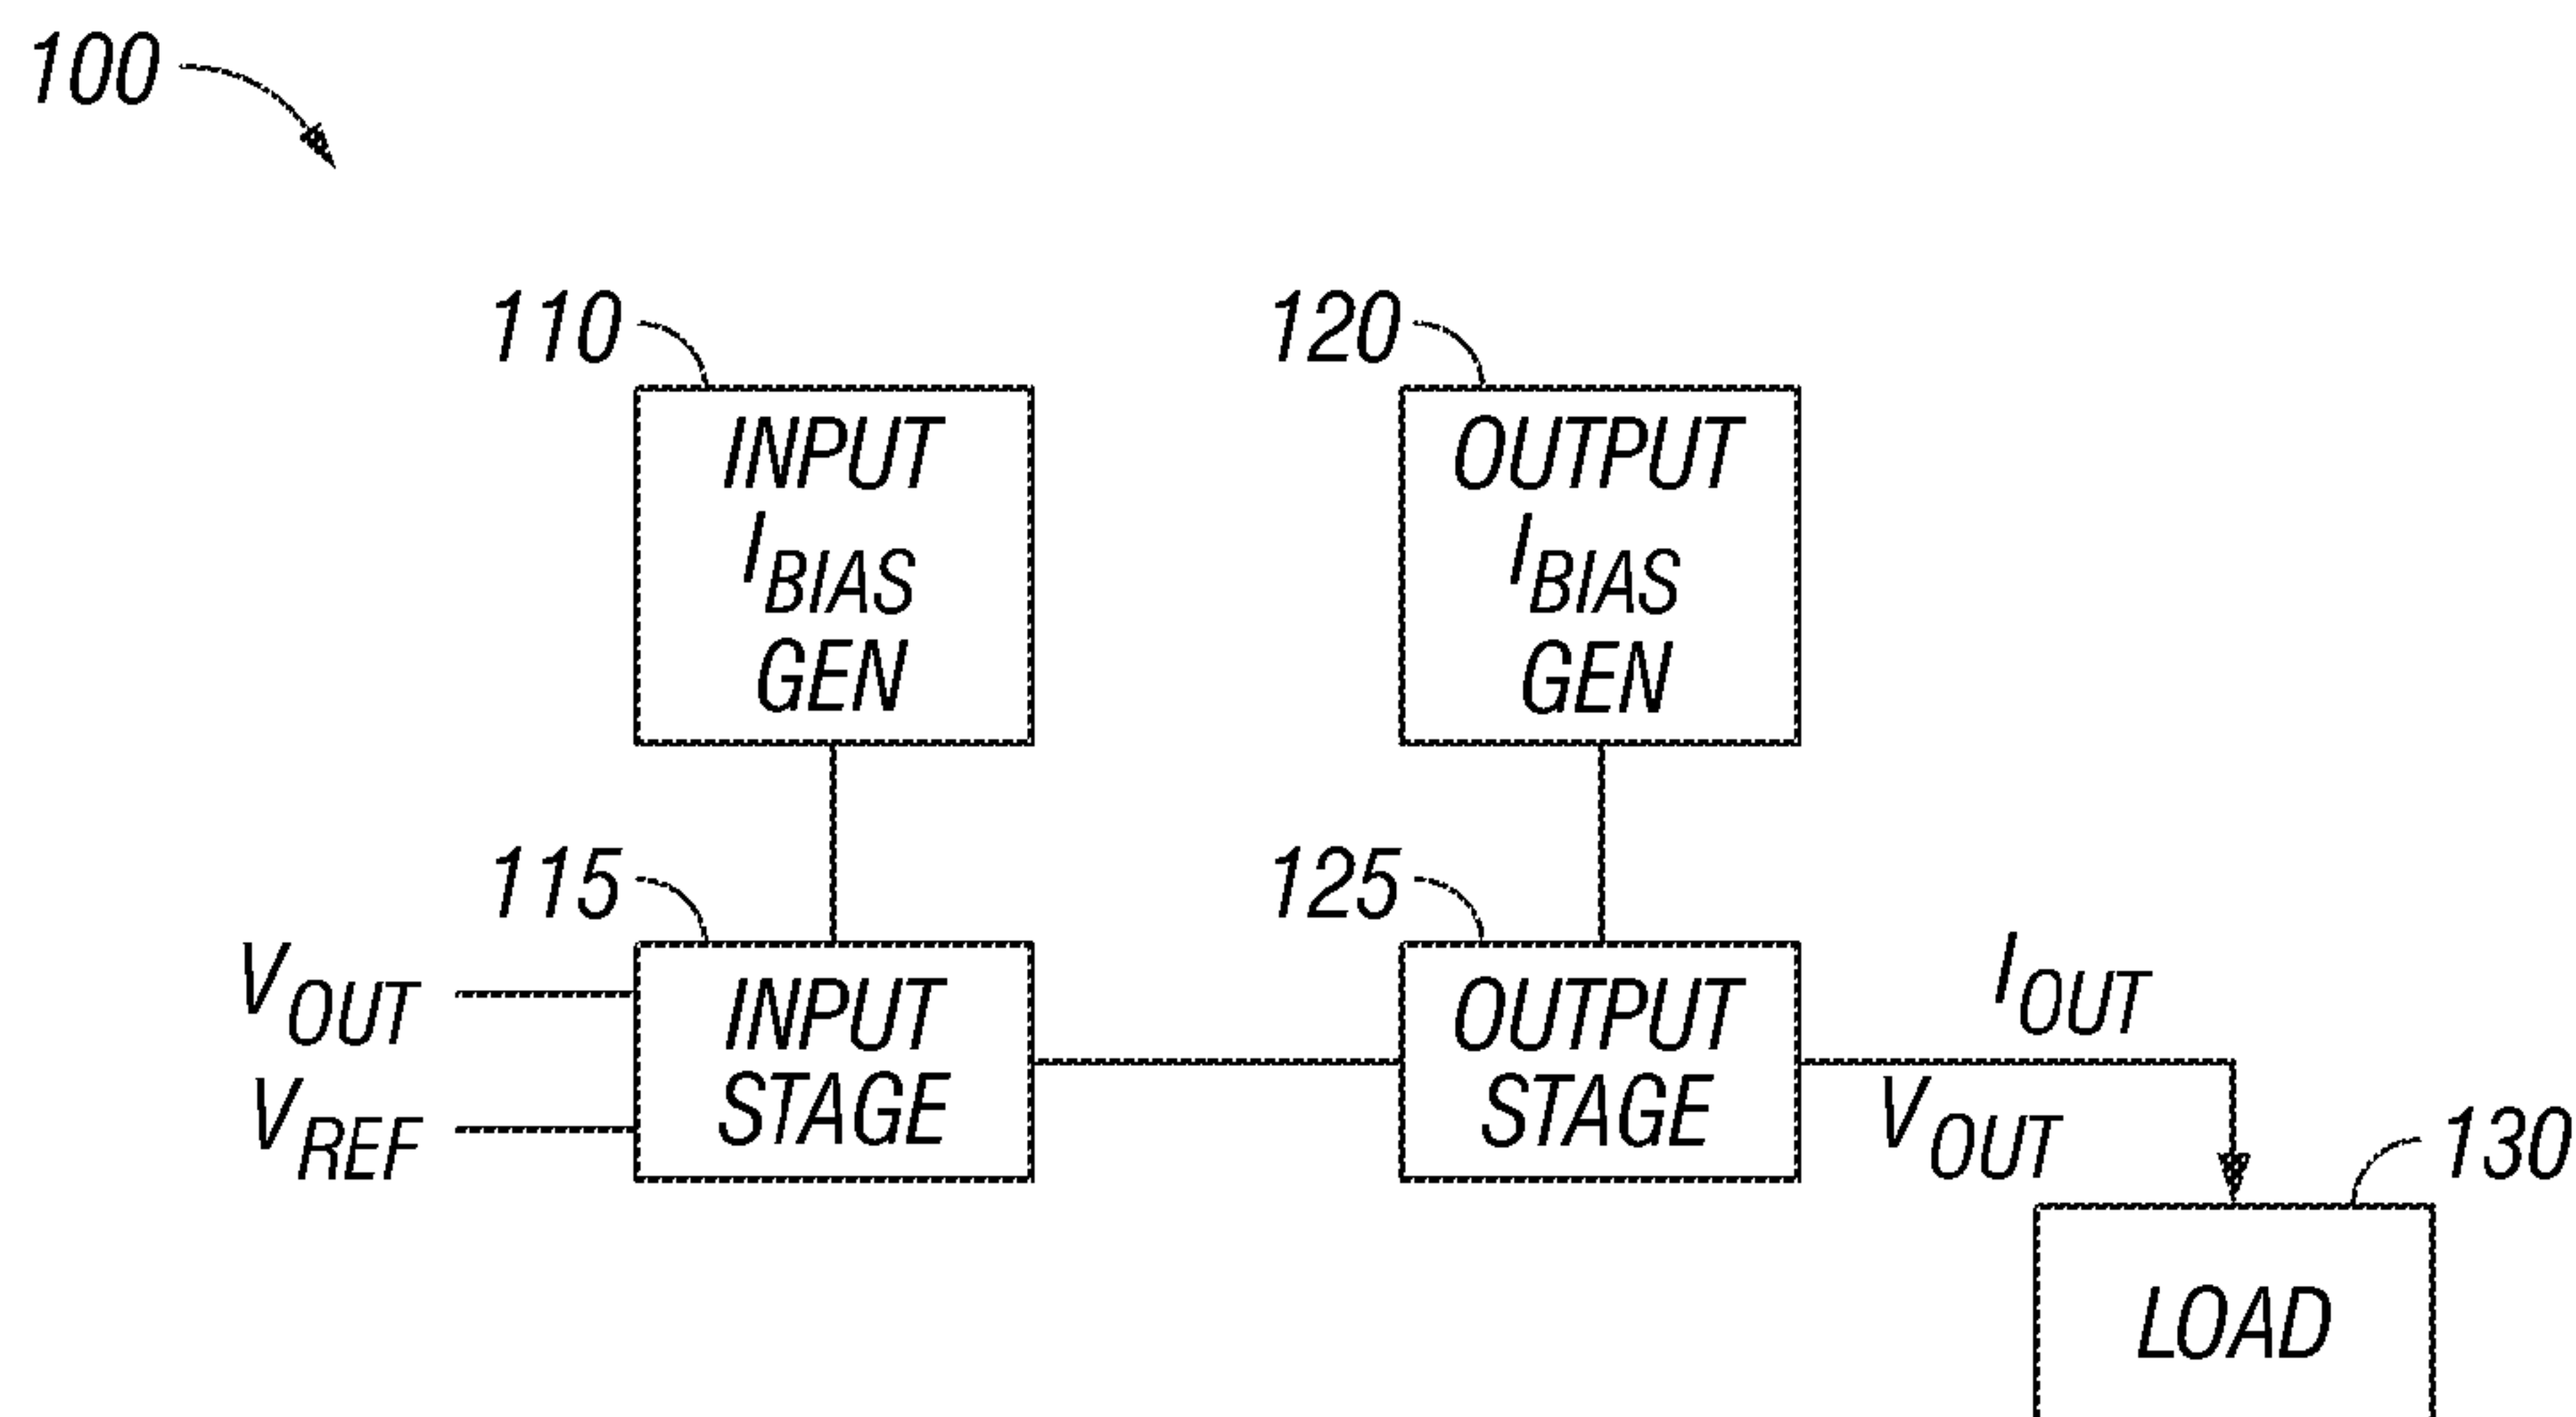 100
110
120
INPUT
IBIAS
GEN
OUTPUT
IBIAS
GEN
115
125
VOUT
VREF
INPUT
STAGE
OUTPUT
STAGE
IOUT
VOUT
130
LOAD